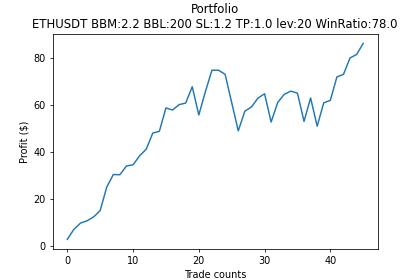 Portfolio
ETHUSDT BBM:2.2 BBL:200 SL:1.2 TP:1.0 lev:20 WinRatio:78.0
80
60
40
20
0
Profit ($)
0 10 20 30 40
Trade counts